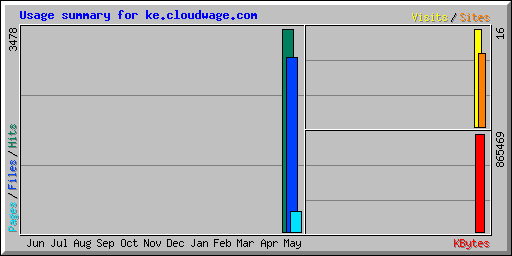 Usage summary for ke.cloudwage.com
Visits / Sites
3478
16
Pages / Files / Hits
865469
Jun Jul Aug Sep Oct Nov Dec Jan Feb Mar Apr May
KBytes